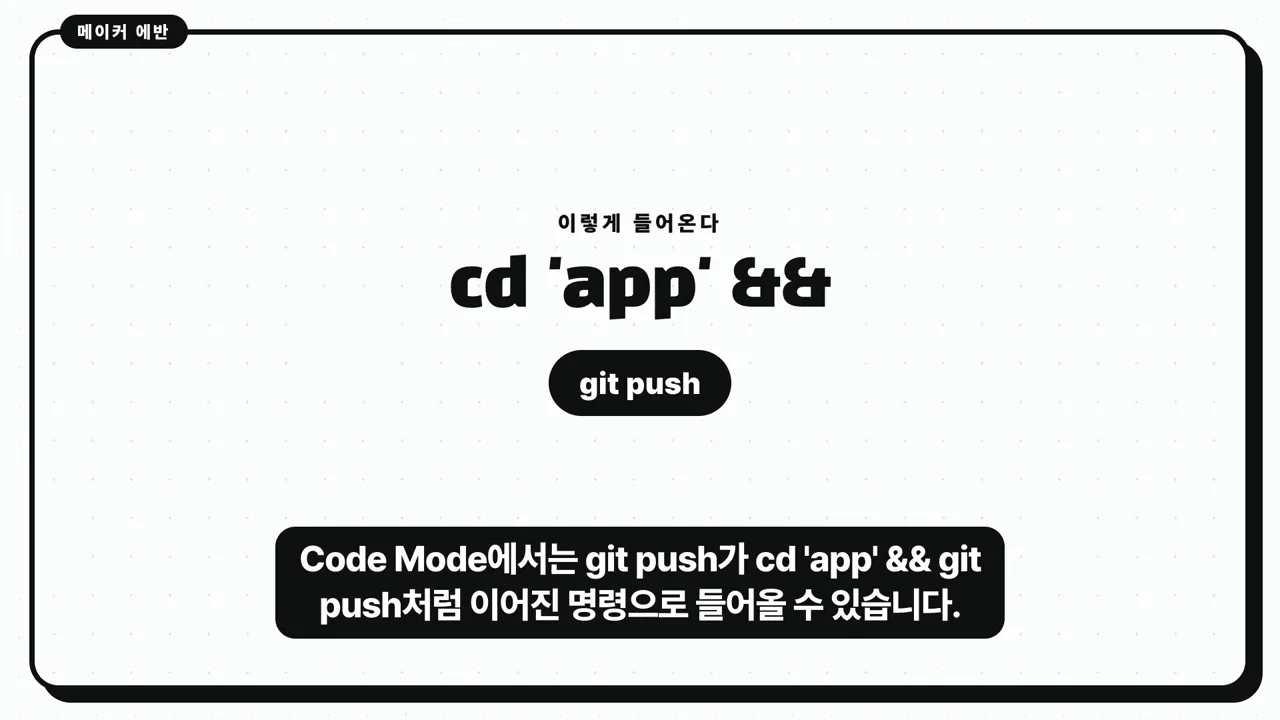 메이커 에반
이렇게 들어온다
cd 'app' &&
git push
Code Mode에서는 git push가 cd 'app' && git
push처럼 이어진 명령으로 들어올 수 있습니다.